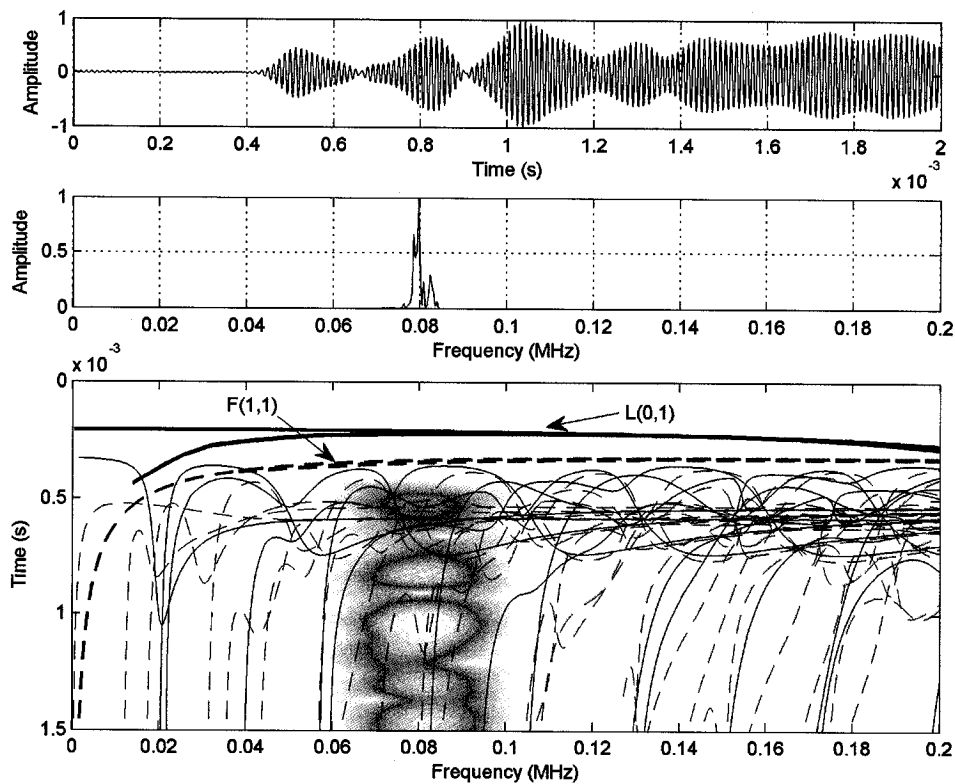 Amplitude
1
0
-1
0 0.2 0.4 0.6 0.8 1 1.2 1.4 1.6 1.8 2
Time (s)
x 10⁻³
Amplitude
1
0.5
0
0 0.02 0.04 0.06 0.08 0.1 0.12 0.14 0.16 0.18 0.2
Frequency (MHz)
x 10⁻³
F(1,1)
L(0,1)
Time (s)
0
0.5
1
1.5
0 0.02 0.04 0.06 0.08 0.1 0.12 0.14 0.16 0.18 0.2
Frequency (MHz)